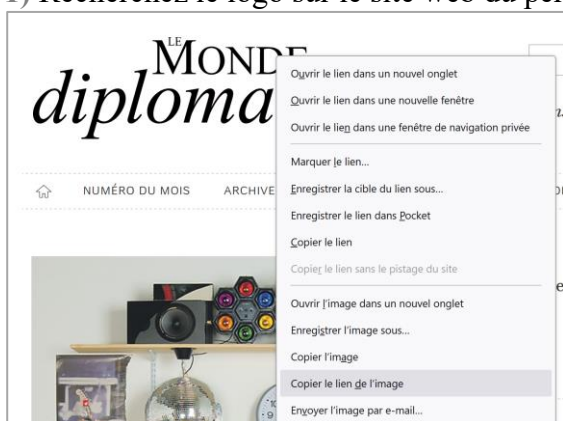 1) Recherchez le logo sur le site web du
LE
MONDE
diploma
Ouvrir le lien dans un nouvel onglet
Ouvrir le lien dans une nouvelle fenêtre
Ouvrir le lien dans une fenêtre de navigation privée
Marquer le lien...
NUMÉRO DU MOIS ARCHIVE
Enregistrer la cible du lien sous...
Enregistrer le lien dans Pocket
Copier le lien
Copier le lien sans le pistage du site
Ouvrir l'image dans un nouvel onglet
Enregistrer l'image sous...
Copier l'image
Copier le lien de l'image
Envoyer l'image par e-mail...